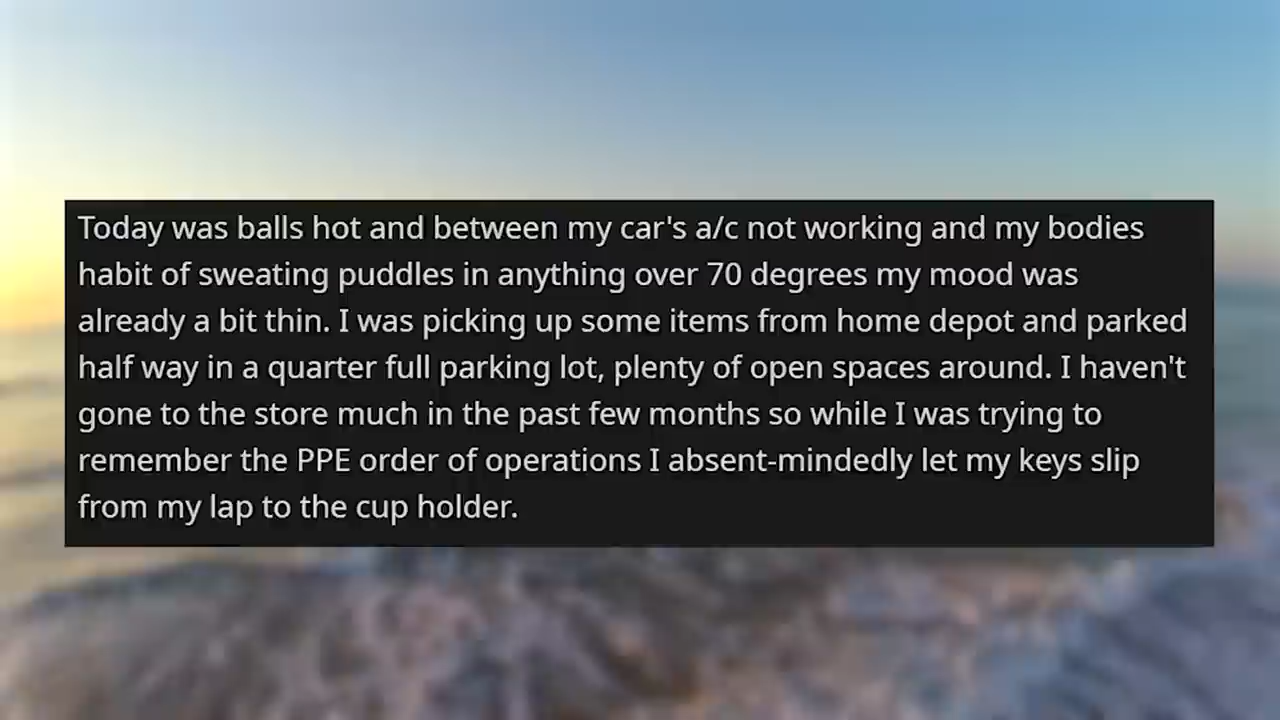 Today was balls hot and between my car's a/c not working and my bodies
habit of sweating puddles in anything over 70 degrees my mood was
already a bit thin. I was picking up some items from home depot and parked
half way in a quarter full parking lot, plenty of open spaces around. I haven't
gone to the store much in the past few months so while I was trying to
remember the PPE order of operations I absent-mindedly let my keys slip
from my lap to the cup holder.